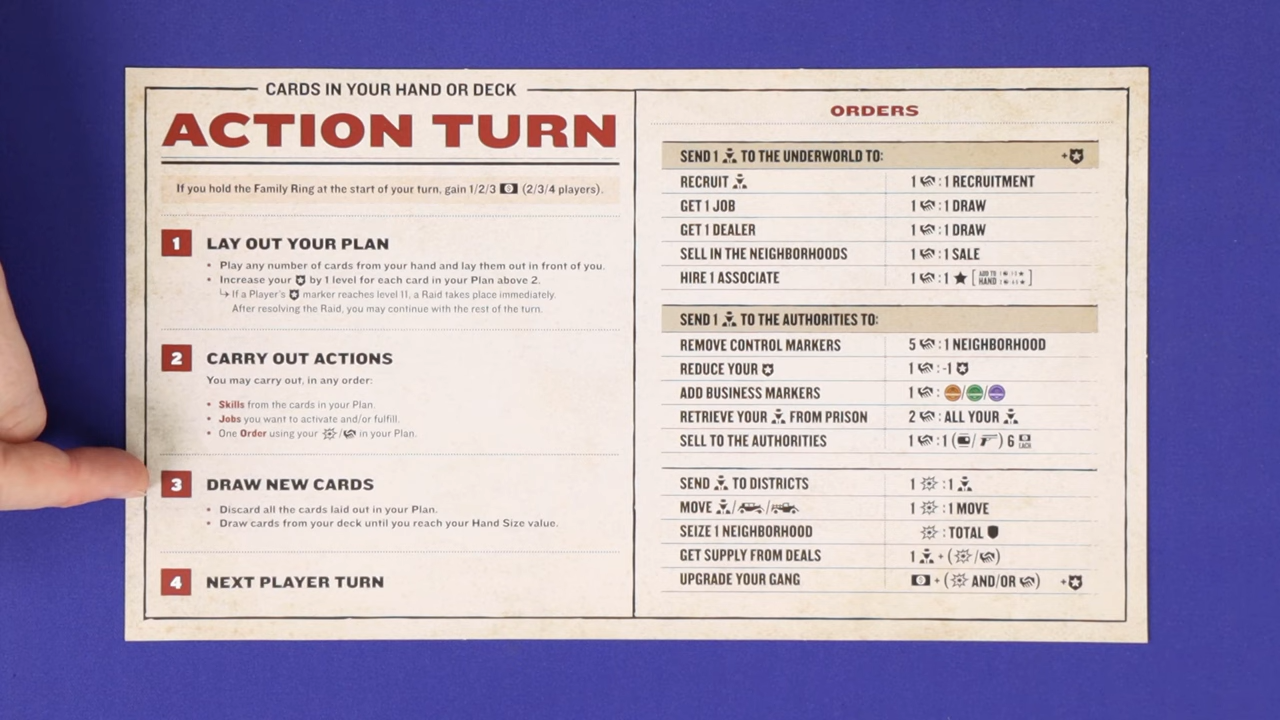 CARDS IN YOUR HAND OR DECK
ACTION TURN
If you hold the Family Ring at the start of your turn, gain 1/2/3 (2/3/4 players).
1 LAY OUT YOUR PLAN
• Play any number of cards from your hand and lay them out in front of you.
• Increase your by 1 level for each card in your Plan above 2.
↳ If a Player's marker reaches level 11, a Raid takes place immediately.
After resolving the Raid, you may continue with the rest of the turn.
2 CARRY OUT ACTIONS
You may carry out, in any order:
• Skills from the cards in your Plan.
• Jobs you want to activate and/or fulfill.
• One Order using your / in your Plan.
3 DRAW NEW CARDS
• Discard all the cards laid out in your Plan.
• Draw cards from your deck until you reach your Hand Size value.
4 NEXT PLAYER TURN
ORDERS
SEND 1 TO THE UNDERWORLD TO: +
RECRUIT 1 : 1 RECRUITMENT
GET 1 JOB 1 : 1 DRAW
GET 1 DEALER 1 : 1 DRAW
SELL IN THE NEIGHBORHOODS 1 : 1 SALE
HIRE 1 ASSOCIATE 1 : 1 ★ [ADD TO HAND]
SEND 1 TO THE AUTHORITIES TO:
REMOVE CONTROL MARKERS 5 : 1 NEIGHBORHOOD
REDUCE YOUR 1 : -1
ADD BUSINESS MARKERS 1 : / /
RETRIEVE YOUR FROM PRISON 2 : ALL YOUR
SELL TO THE AUTHORITIES 1 : 1 ( / ) 6 EACH
SEND TO DISTRICTS 1 : 1
MOVE / / 1 : 1 MOVE
SEIZE 1 NEIGHBORHOOD : TOTAL
GET SUPPLY FROM DEALS 1 + ( / )
UPGRADE YOUR GANG + ( AND/OR ) +